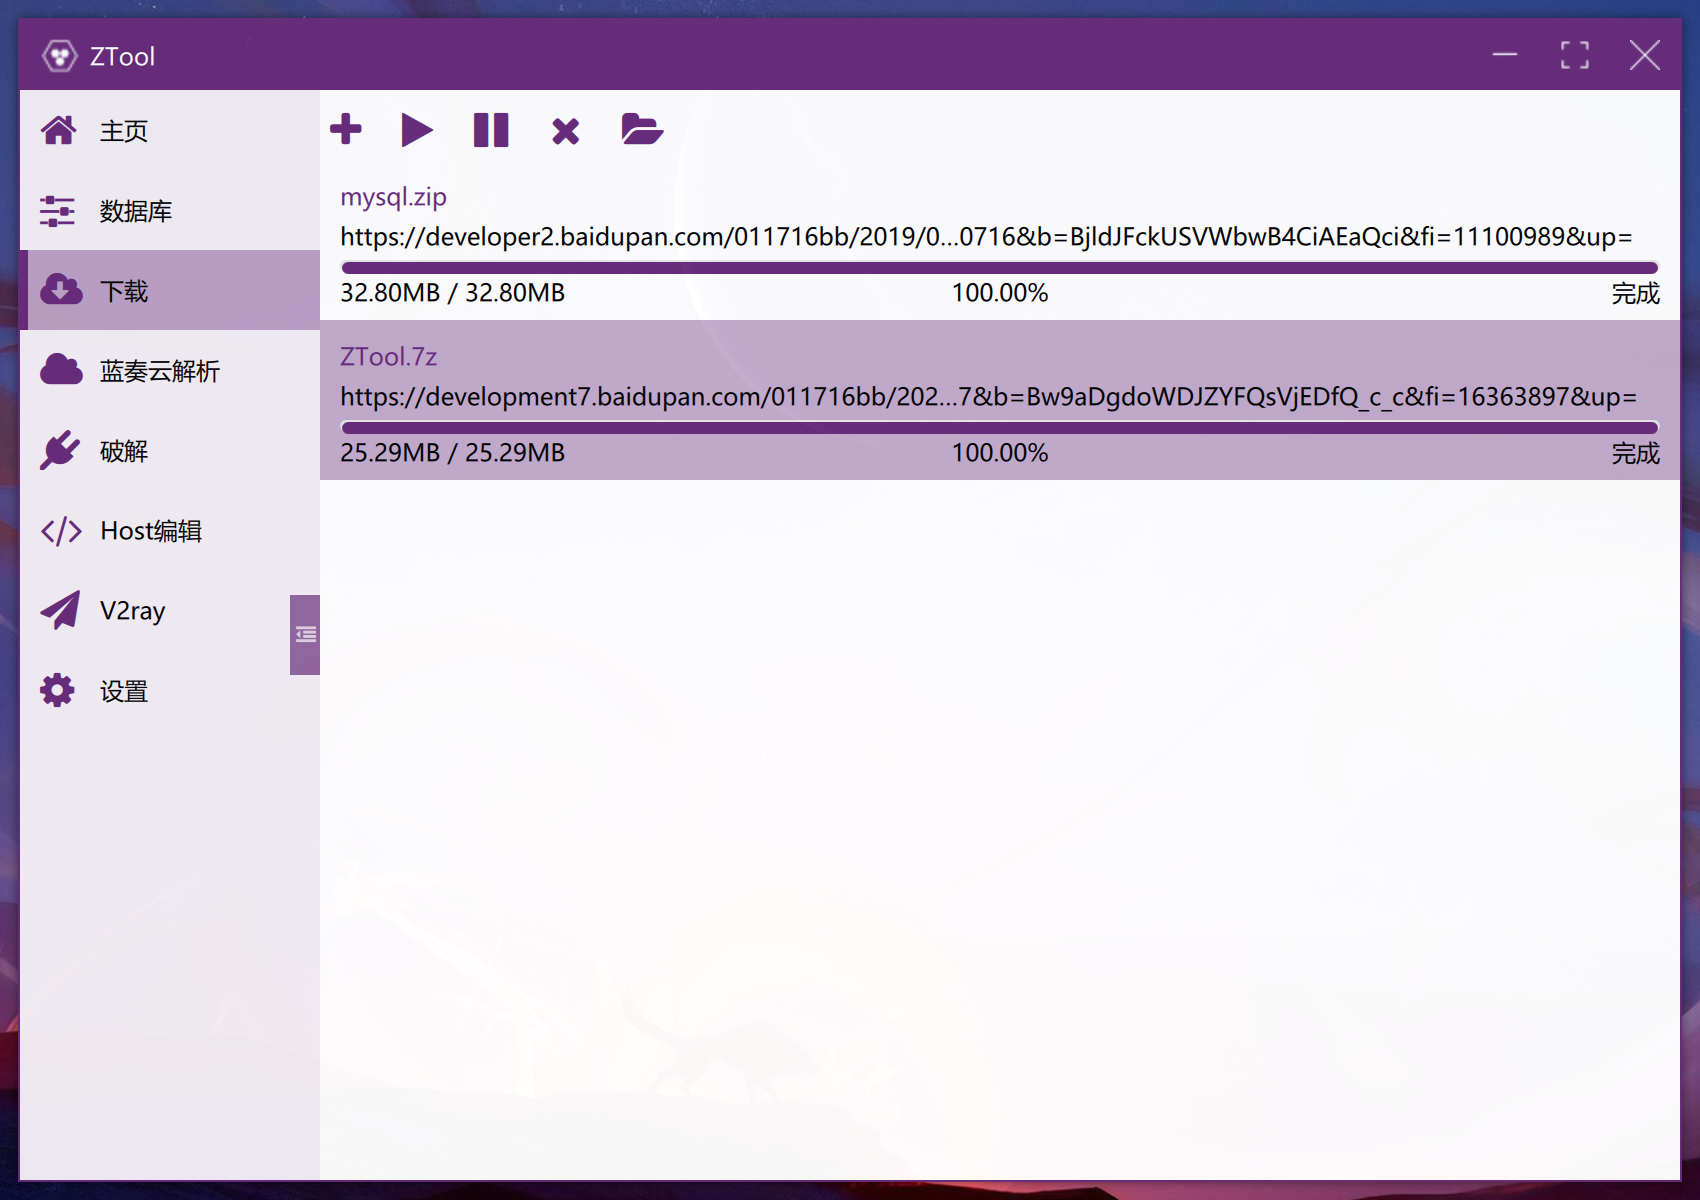 ZTool
主页
数据库
下载
蓝奏云解析
破解
Host编辑
V2ray
设置
mysql.zip
https://developer2.baidupan.com/011716bb/2019/0...0716&b=BjldJFckUSVWbwB4CiAEaQci&fi=11100989&up=
32.80MB / 32.80MB 100.00% 完成
ZTool.7z
https://development7.baidupan.com/011716bb/202...7&b=Bw9aDgdoWDJZYFQsVjEDfQ_c_c&fi=16363897&up=
25.29MB / 25.29MB 100.00% 完成